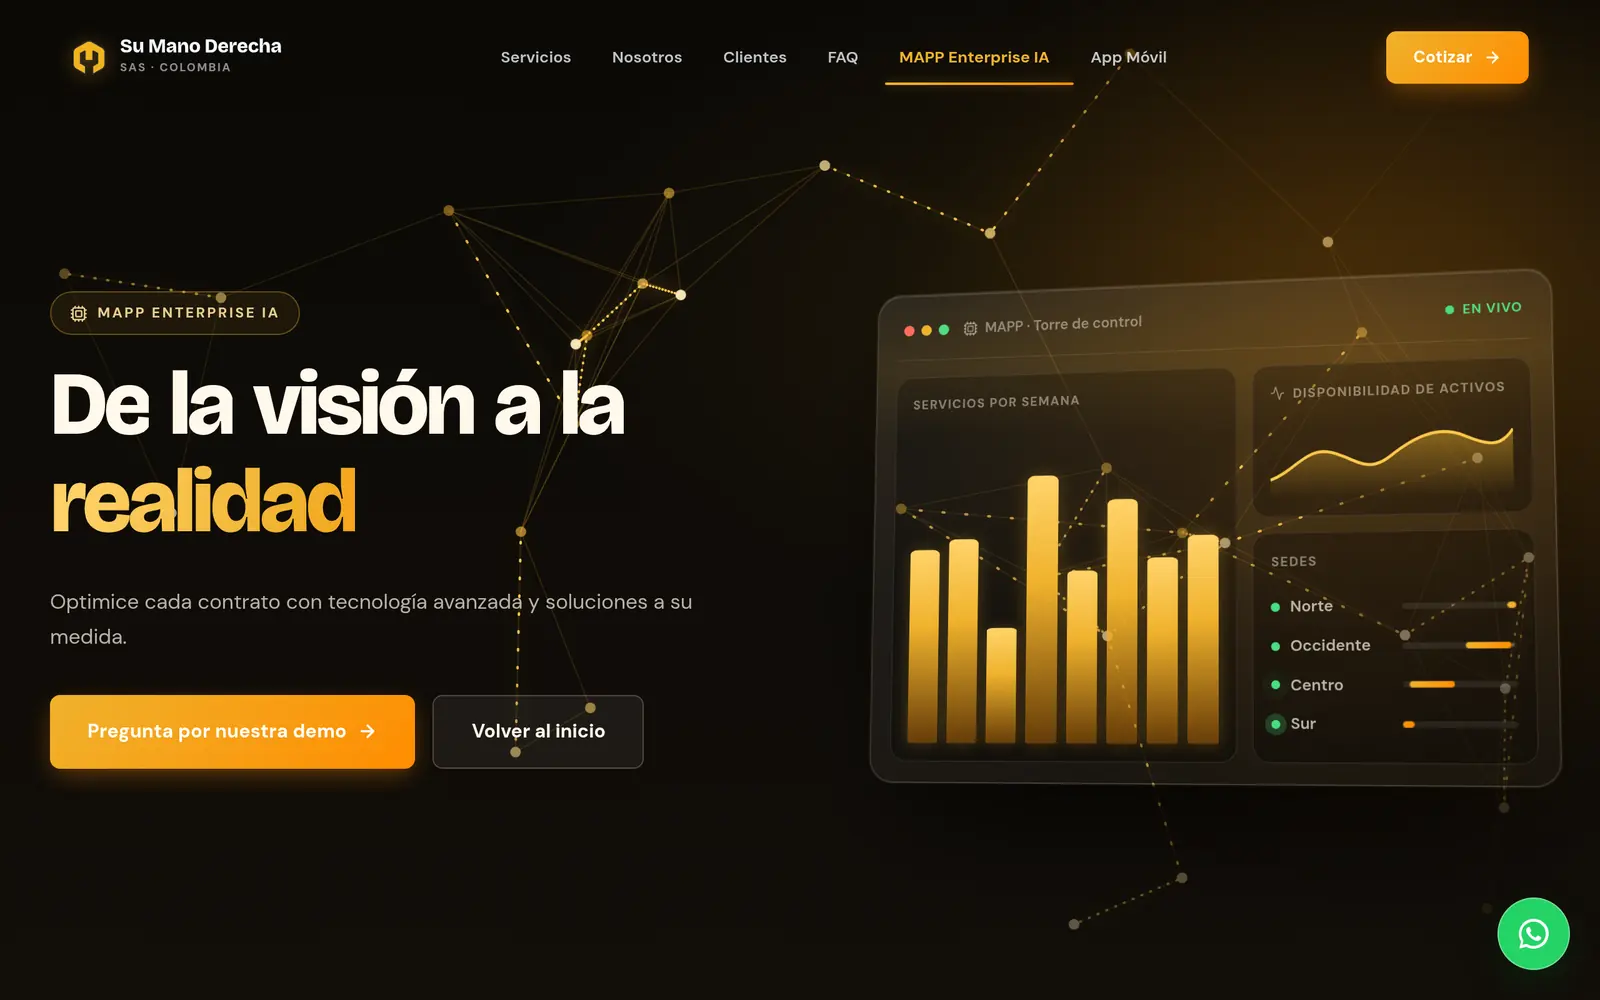 Su Mano Derecha
SAS · COLOMBIA
Servicios
Nosotros
Clientes
FAQ
MAPP Enterprise IA
App Móvil
Cotizar
MAPP ENTERPRISE IA
De la visión a la
realidad
Optimice cada contrato con tecnología avanzada y soluciones a su
medida.
Pregunta por nuestra demo
Volver al inicio
MAPP · Torre de control
EN VIVO
SERVICIOS POR SEMANA
DISPONIBILIDAD DE ACTIVOS
SEDES
Norte
Occidente
Centro
Sur